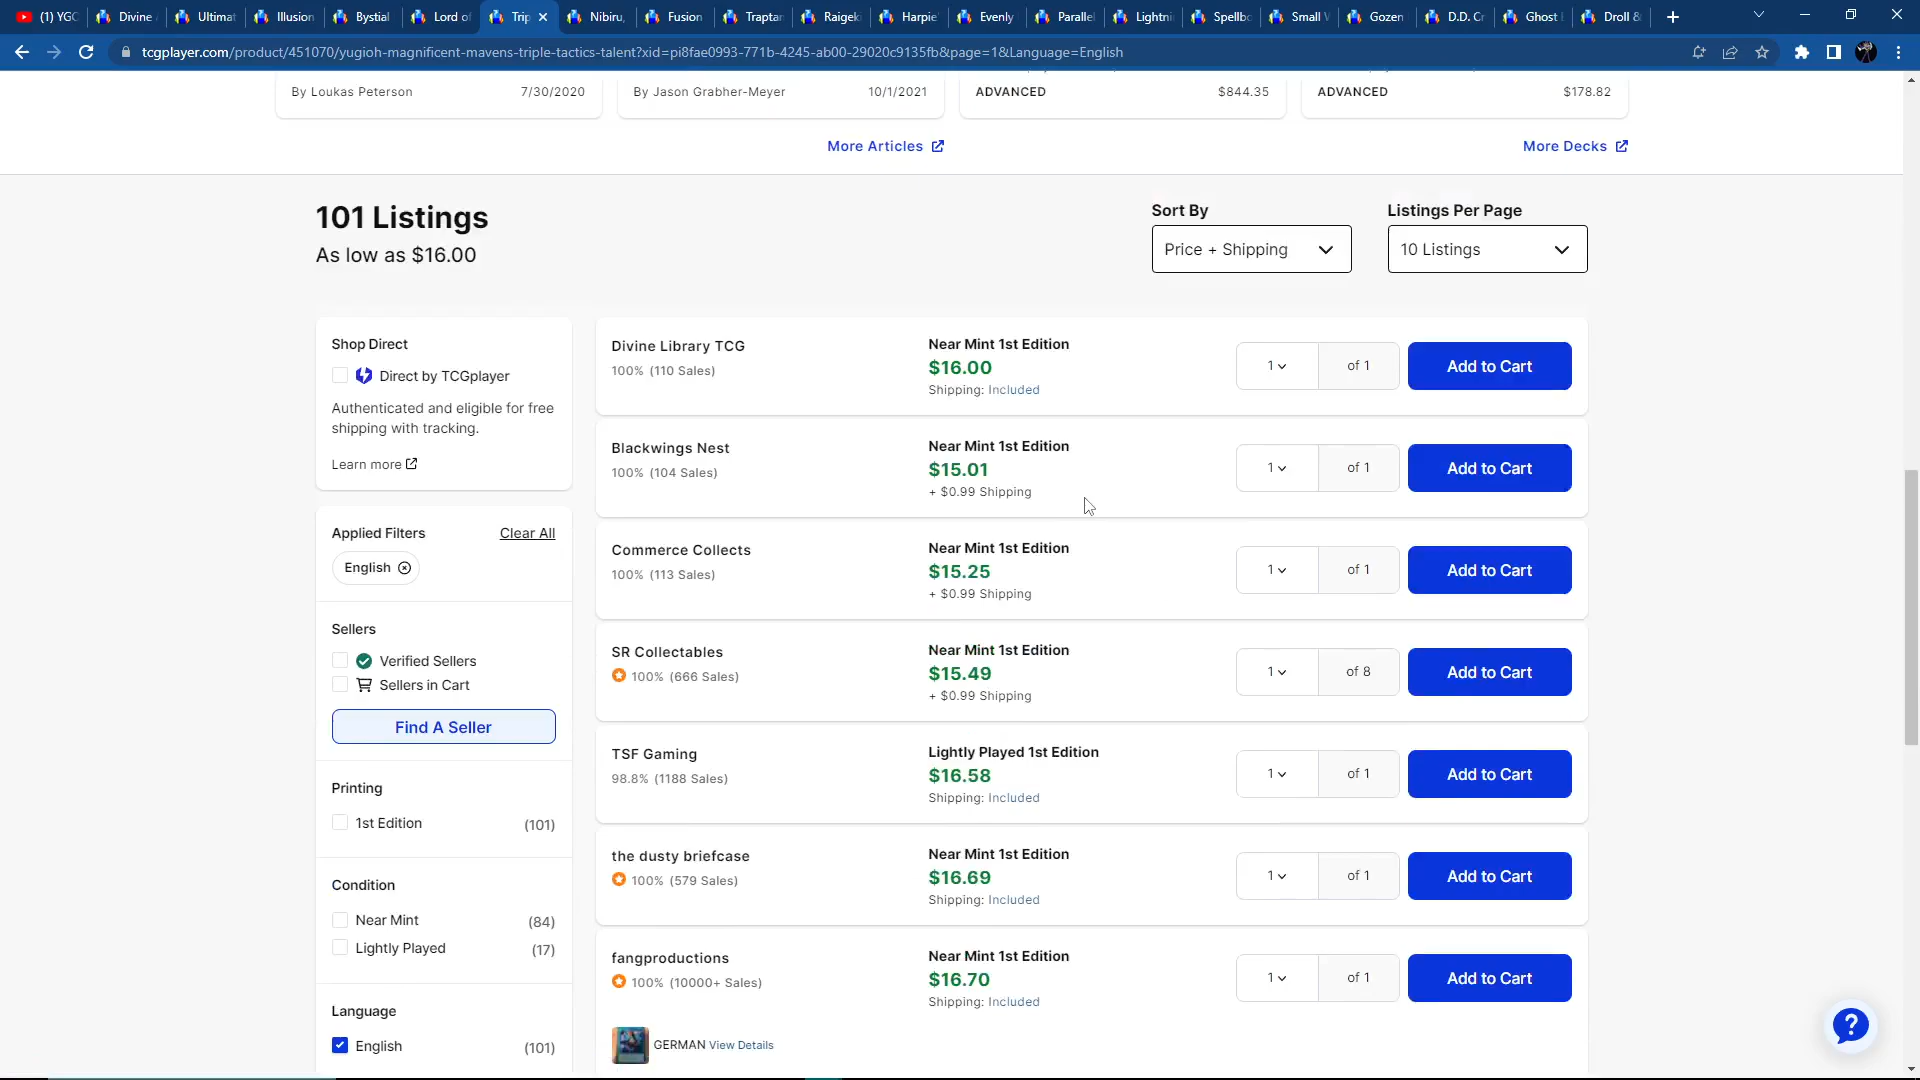 (1) YGO
Divine
Ultimat
Illusion
Bystial
Lord of
Trip
Nibiru,
Fusion
Traptar
Raigek
Harpie'
Evenly
Parallel
Lightni
Spellbo
Small W
Gozen
D.D. Cr
Ghost
Droll &
tcgplayer.com/product/451070/yugioh-magnificent-mavens-triple-tactics-talent?xid=pi8fae0993-771b-4245-ab00-29020c9135fb&page=1&Language=English
By Loukas Peterson 7/30/2020
By Jason Grabher-Meyer 10/1/2021
ADVANCED $844.35
ADVANCED $178.82
More Articles
More Decks
101 Listings
As low as $16.00
Sort By
Price + Shipping
Listings Per Page
10 Listings
Shop Direct
Direct by TCGplayer
Authenticated and eligible for free
shipping with tracking.
Learn more
Applied Filters Clear All
English
Sellers
Verified Sellers
Sellers in Cart
Find A Seller
Printing
1st Edition (101)
Condition
Near Mint (84)
Lightly Played (17)
Language
English (101)
Divine Library TCG
100% (110 Sales)
Near Mint 1st Edition
$16.00
Shipping: Included
1 of 1
Add to Cart
Blackwings Nest
100% (104 Sales)
Near Mint 1st Edition
$15.01
+ $0.99 Shipping
1 of 1
Add to Cart
Commerce Collects
100% (113 Sales)
Near Mint 1st Edition
$15.25
+ $0.99 Shipping
1 of 1
Add to Cart
SR Collectables
100% (666 Sales)
Near Mint 1st Edition
$15.49
+ $0.99 Shipping
1 of 8
Add to Cart
TSF Gaming
98.8% (1188 Sales)
Lightly Played 1st Edition
$16.58
Shipping: Included
1 of 1
Add to Cart
the dusty briefcase
100% (579 Sales)
Near Mint 1st Edition
$16.69
Shipping: Included
1 of 1
Add to Cart
fangproductions
100% (10000+ Sales)
Near Mint 1st Edition
$16.70
Shipping: Included
1 of 1
Add to Cart
GERMAN View Details
?